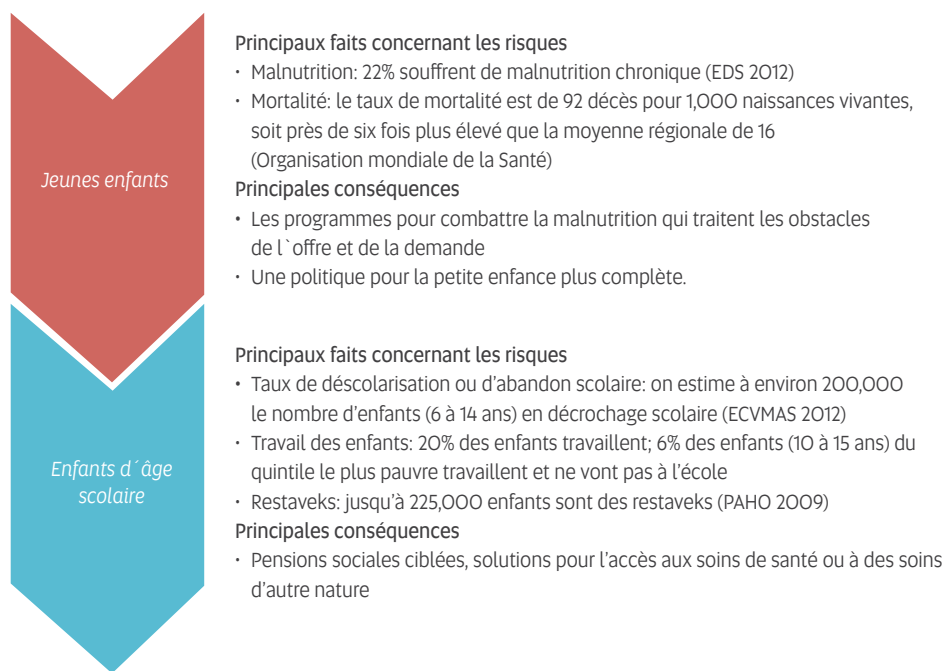 Jeunes enfants
Principaux faits concernant les risques
· Malnutrition: 22% souffrent de malnutrition chronique (EDS 2012)
· Mortalité: le taux de mortalité est de 92 décès pour 1,000 naissances vivantes,
soit près de six fois plus élevé que la moyenne régionale de 16
(Organisation mondiale de la Santé)
Principales conséquences
· Les programmes pour combattre la malnutrition qui traitent les obstacles
de l`offre et de la demande
· Une politique pour la petite enfance plus complète.
Enfants d´âge
scolaire
Principaux faits concernant les risques
· Taux de déscolarisation ou d'abandon scolaire: on estime à environ 200,000
le nombre d'enfants (6 à 14 ans) en décrochage scolaire (ECVMAS 2012)
· Travail des enfants: 20% des enfants travaillent; 6% des enfants (10 à 15 ans) du
quintile le plus pauvre travaillent et ne vont pas à l'école
· Restaveks: jusqu'à 225,000 enfants sont des restaveks (PAHO 2009)
Principales conséquences
· Pensions sociales ciblées, solutions pour l'accès aux soins de santé ou à des soins
d'autre nature